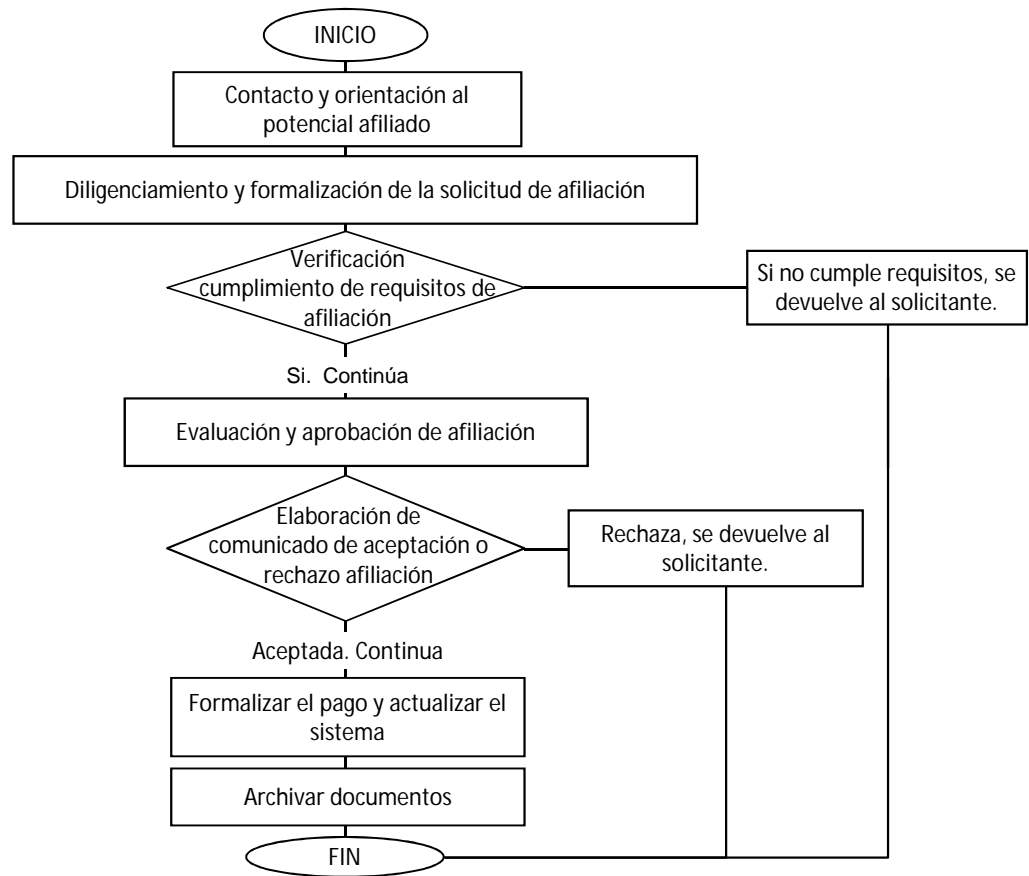 INICIO
Contacto y orientación al
potencial afiliado
Diligenciamiento y formalización de la solicitud de afiliación
Verificación
cumplimiento de requisitos de
afiliación
Si no cumple requisitos, se
devuelve al solicitante.
Si.  Continúa
Evaluación y aprobación de afiliación
Elaboración de
comunicado de aceptación o
rechazo afiliación
Rechaza, se devuelve al
solicitante.
Aceptada. Continua
Formalizar el pago y actualizar el
sistema
Archivar documentos
FIN